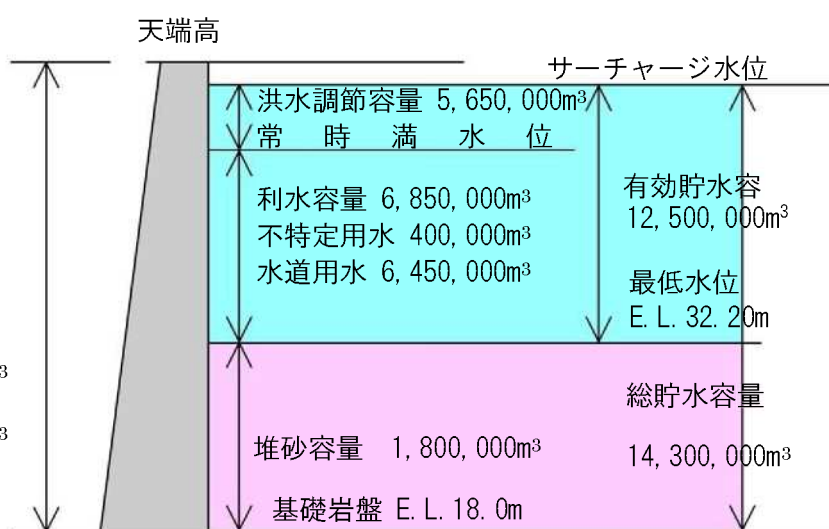 天端高
サーチャージ水位
洪水調節容量 5,650,000m³
常時満水位
利水容量 6,850,000m³
不特定用水 400,000m³
水道用水 6,450,000m³
有効貯水容
12,500,000m³
最低水位
E.L.32.20m
総貯水容量
14,300,000m³
堆砂容量 1,800,000m³
基礎岩盤 E.L.18.0m
3
3